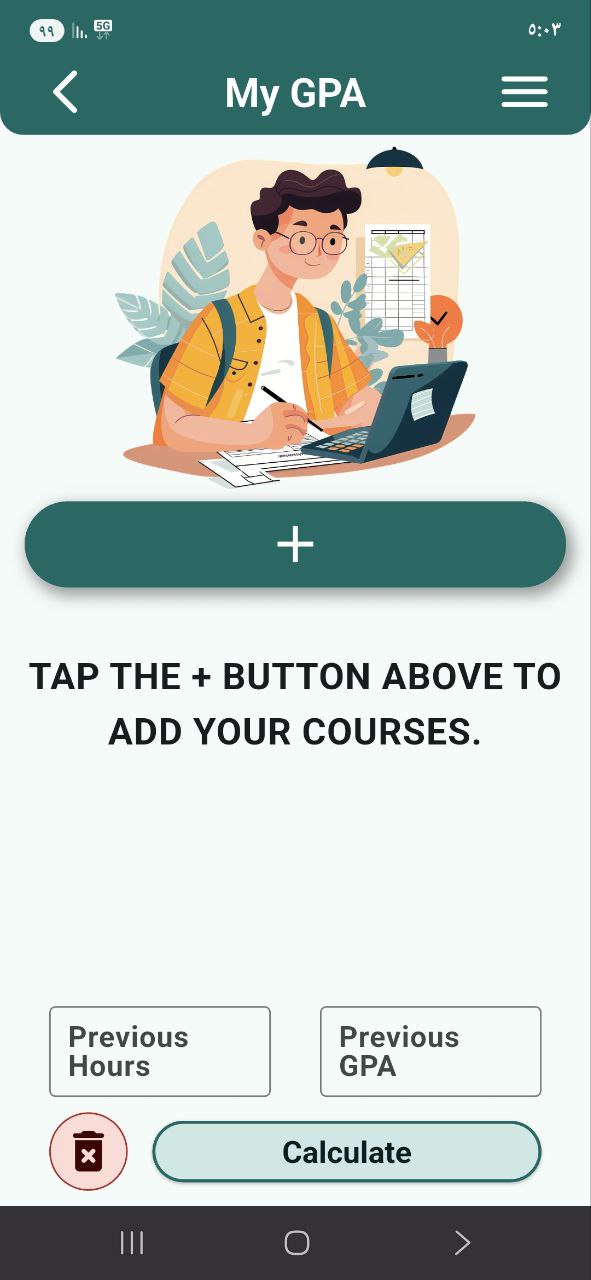 ٩٩ 5G ٥:٠٣
My GPA
TAP THE + BUTTON ABOVE TO
ADD YOUR COURSES.
Previous
Hours
Previous
GPA
Calculate